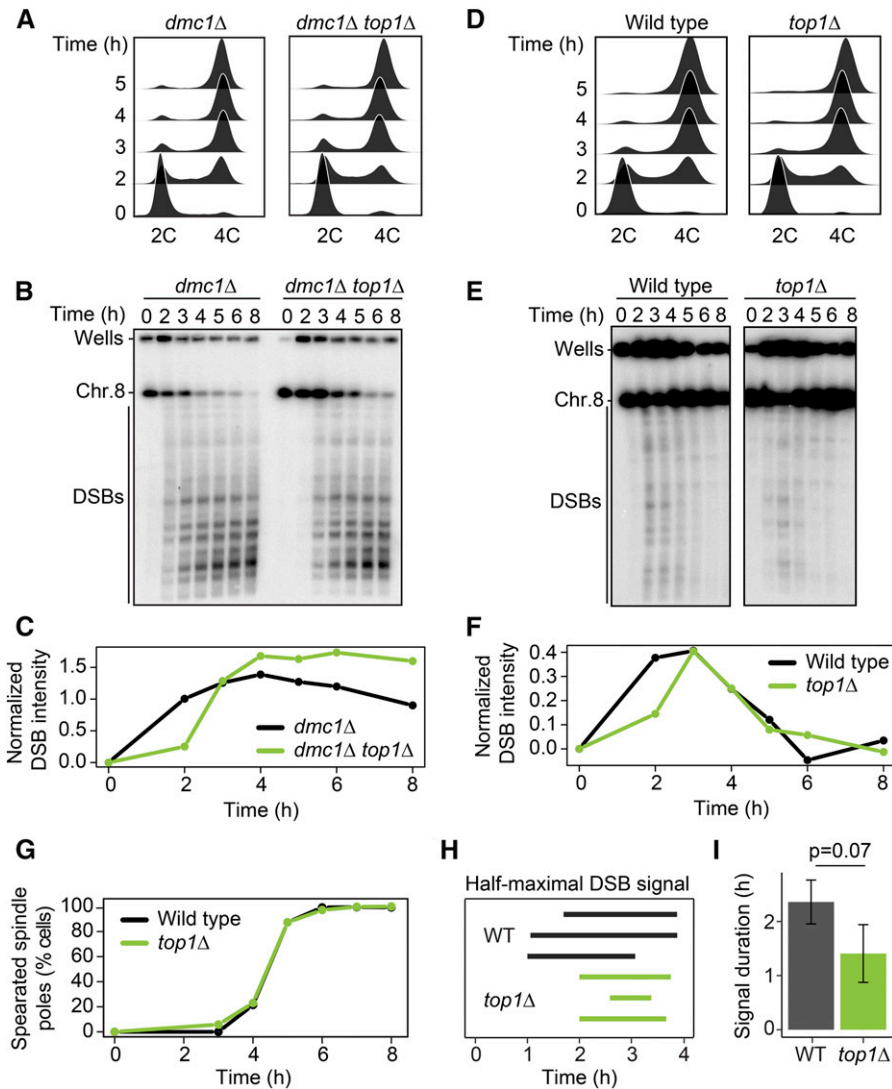 A
dmc1Δ
dmc1Δ top1Δ
Time (h)
5
4
3
2
0
2C 4C 2C 4C
D
Wild type
top1Δ
Time (h)
5
4
3
2
0
2C 4C 2C 4C
B
dmc1Δ
dmc1Δ top1Δ
Time (h) 0 2 3 4 5 6 8 0 2 3 4 5 6 8
Wells
Chr.8
DSBs
E
Wild type
top1Δ
Time (h) 0 2 3 4 5 6 8 0 2 3 4 5 6 8
Wells
Chr.8
DSBs
C
Normalized
DSB intensity
1.5
1.0
0.5
0.0
dmc1Δ
dmc1Δ top1Δ
0 2 4 6 8
Time (h)
F
Normalized
DSB intensity
0.4
0.3
0.2
0.1
0.0
Wild type
top1Δ
0 2 4 6 8
Time (h)
G
Spearated spindle
poles (% cells)
100
80
60
40
20
0
Wild type
top1Δ
0 2 4 6 8
Time (h)
H
Half-maximal DSB signal
WT
top1Δ
0 1 2 3 4
Time (h)
I
p=0.07
Signal duration (h)
2
1
0
WT top1Δ